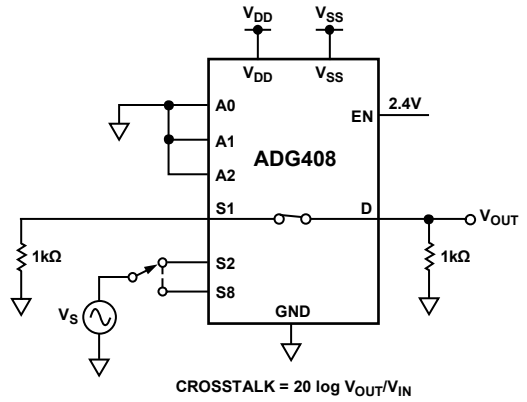 VDD VSS
VDD VSS
A0
EN 2.4V
A1
ADG408
A2
S1 D VOUT
1kΩ 1kΩ
S2
VS S8
GND
CROSSTALK = 20 log VOUT/VIN